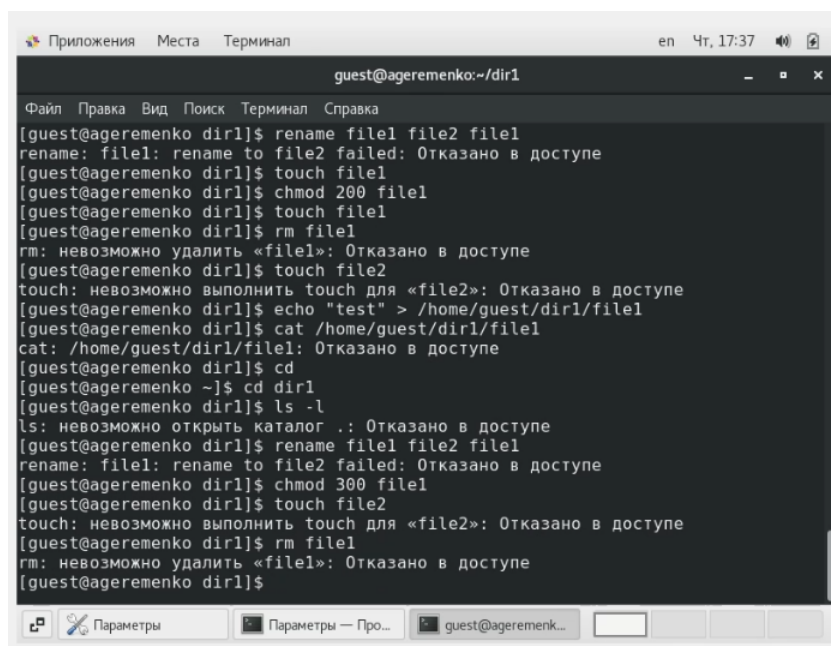 Приложения Места Терминал en Чт, 17:37
guest@ageremenko:~/dir1
Файл Правка Вид Поиск Терминал Справка
[guest@ageremenko dir1]$ rename file1 file2 file1
rename: file1: rename to file2 failed: Отказано в доступе
[guest@ageremenko dir1]$ touch file1
[guest@ageremenko dir1]$ chmod 200 file1
[guest@ageremenko dir1]$ touch file1
[guest@ageremenko dir1]$ rm file1
rm: невозможно удалить «file1»: Отказано в доступе
[guest@ageremenko dir1]$ touch file2
touch: невозможно выполнить touch для «file2»: Отказано в доступе
[guest@ageremenko dir1]$ echo "test" > /home/guest/dir1/file1
[guest@ageremenko dir1]$ cat /home/guest/dir1/file1
cat: /home/guest/dir1/file1: Отказано в доступе
[guest@ageremenko dir1]$ cd
[guest@ageremenko ~]$ cd dir1
[guest@ageremenko dir1]$ ls -l
ls: невозможно открыть каталог .: Отказано в доступе
[guest@ageremenko dir1]$ rename file1 file2 file1
rename: file1: rename to file2 failed: Отказано в доступе
[guest@ageremenko dir1]$ chmod 300 file1
[guest@ageremenko dir1]$ touch file2
touch: невозможно выполнить touch для «file2»: Отказано в доступе
[guest@ageremenko dir1]$ rm file1
rm: невозможно удалить «file1»: Отказано в доступе
[guest@ageremenko dir1]$
Параметры Параметры — Про... guest@ageremenk...